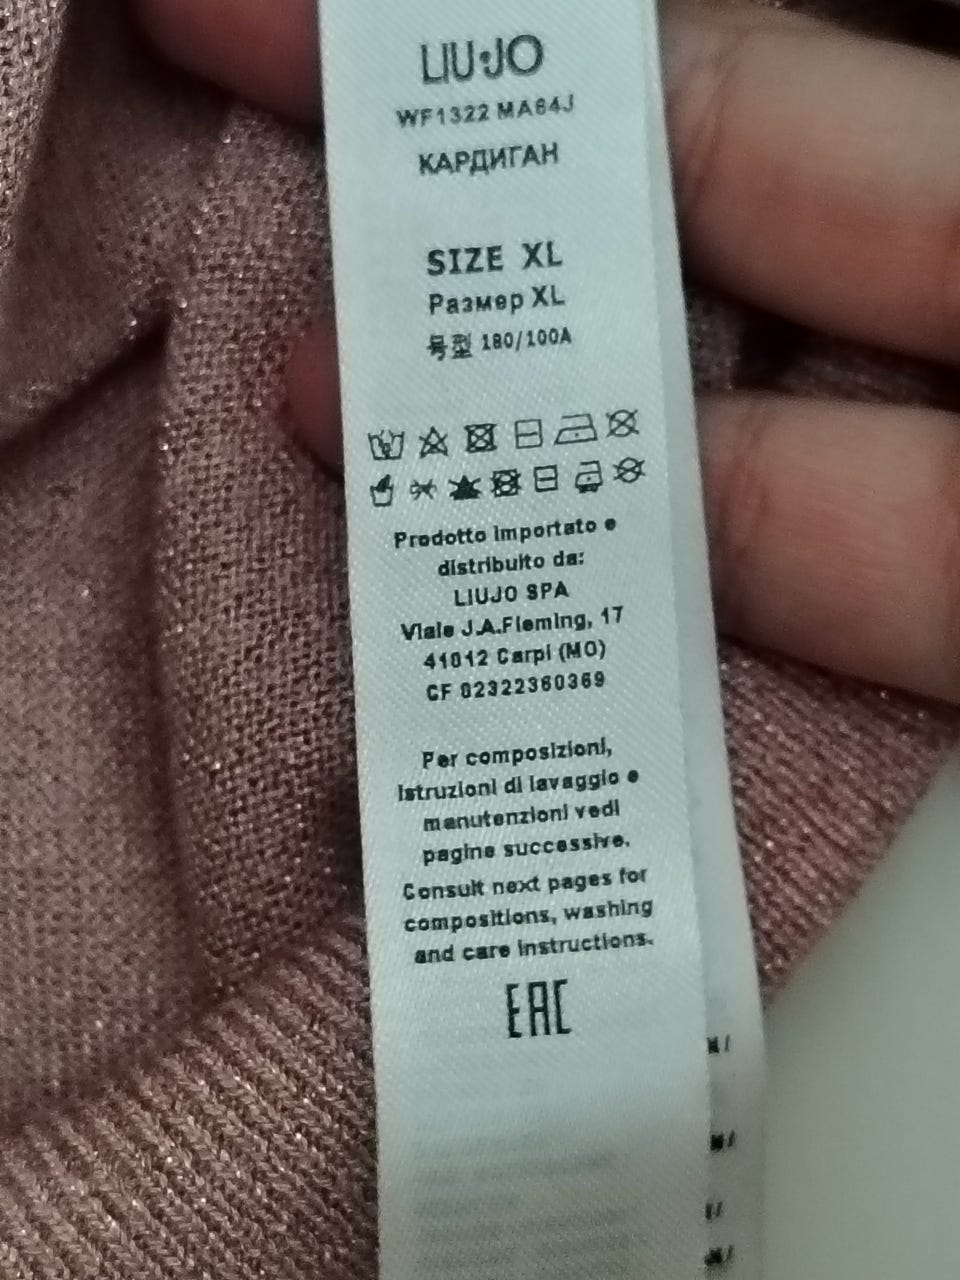 LIU·JO
WF1322 MA64J
КАРДИГАН
SIZE XL
Размер XL
号型 180/100A
Prodotto importato e
distribuito da:
LIUJO SPA
Viale J.A.Fleming, 17
41012 Carpi (MO)
CF 02322360369
Per composizioni,
istruzioni di lavaggio e
manutenzioni vedi
pagine successive.
Consult next pages for
compositions, washing
and care instructions.
EAC